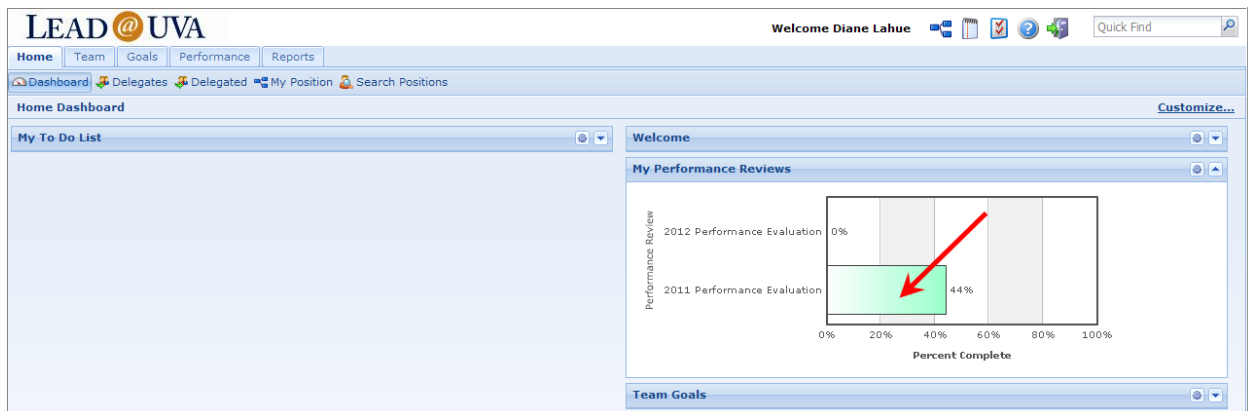 LEAD@UVA
Welcome Diane Lahue
Quick Find
Home Team Goals Performance Reports
Dashboard Delegates Delegated My Position Search Positions
Home Dashboard
Customize...
My To Do List
Welcome
My Performance Reviews
Performance Review
2012 Performance Evaluation 0%
2011 Performance Evaluation 44%
0% 20% 40% 60% 80% 100%
Percent Complete
Team Goals